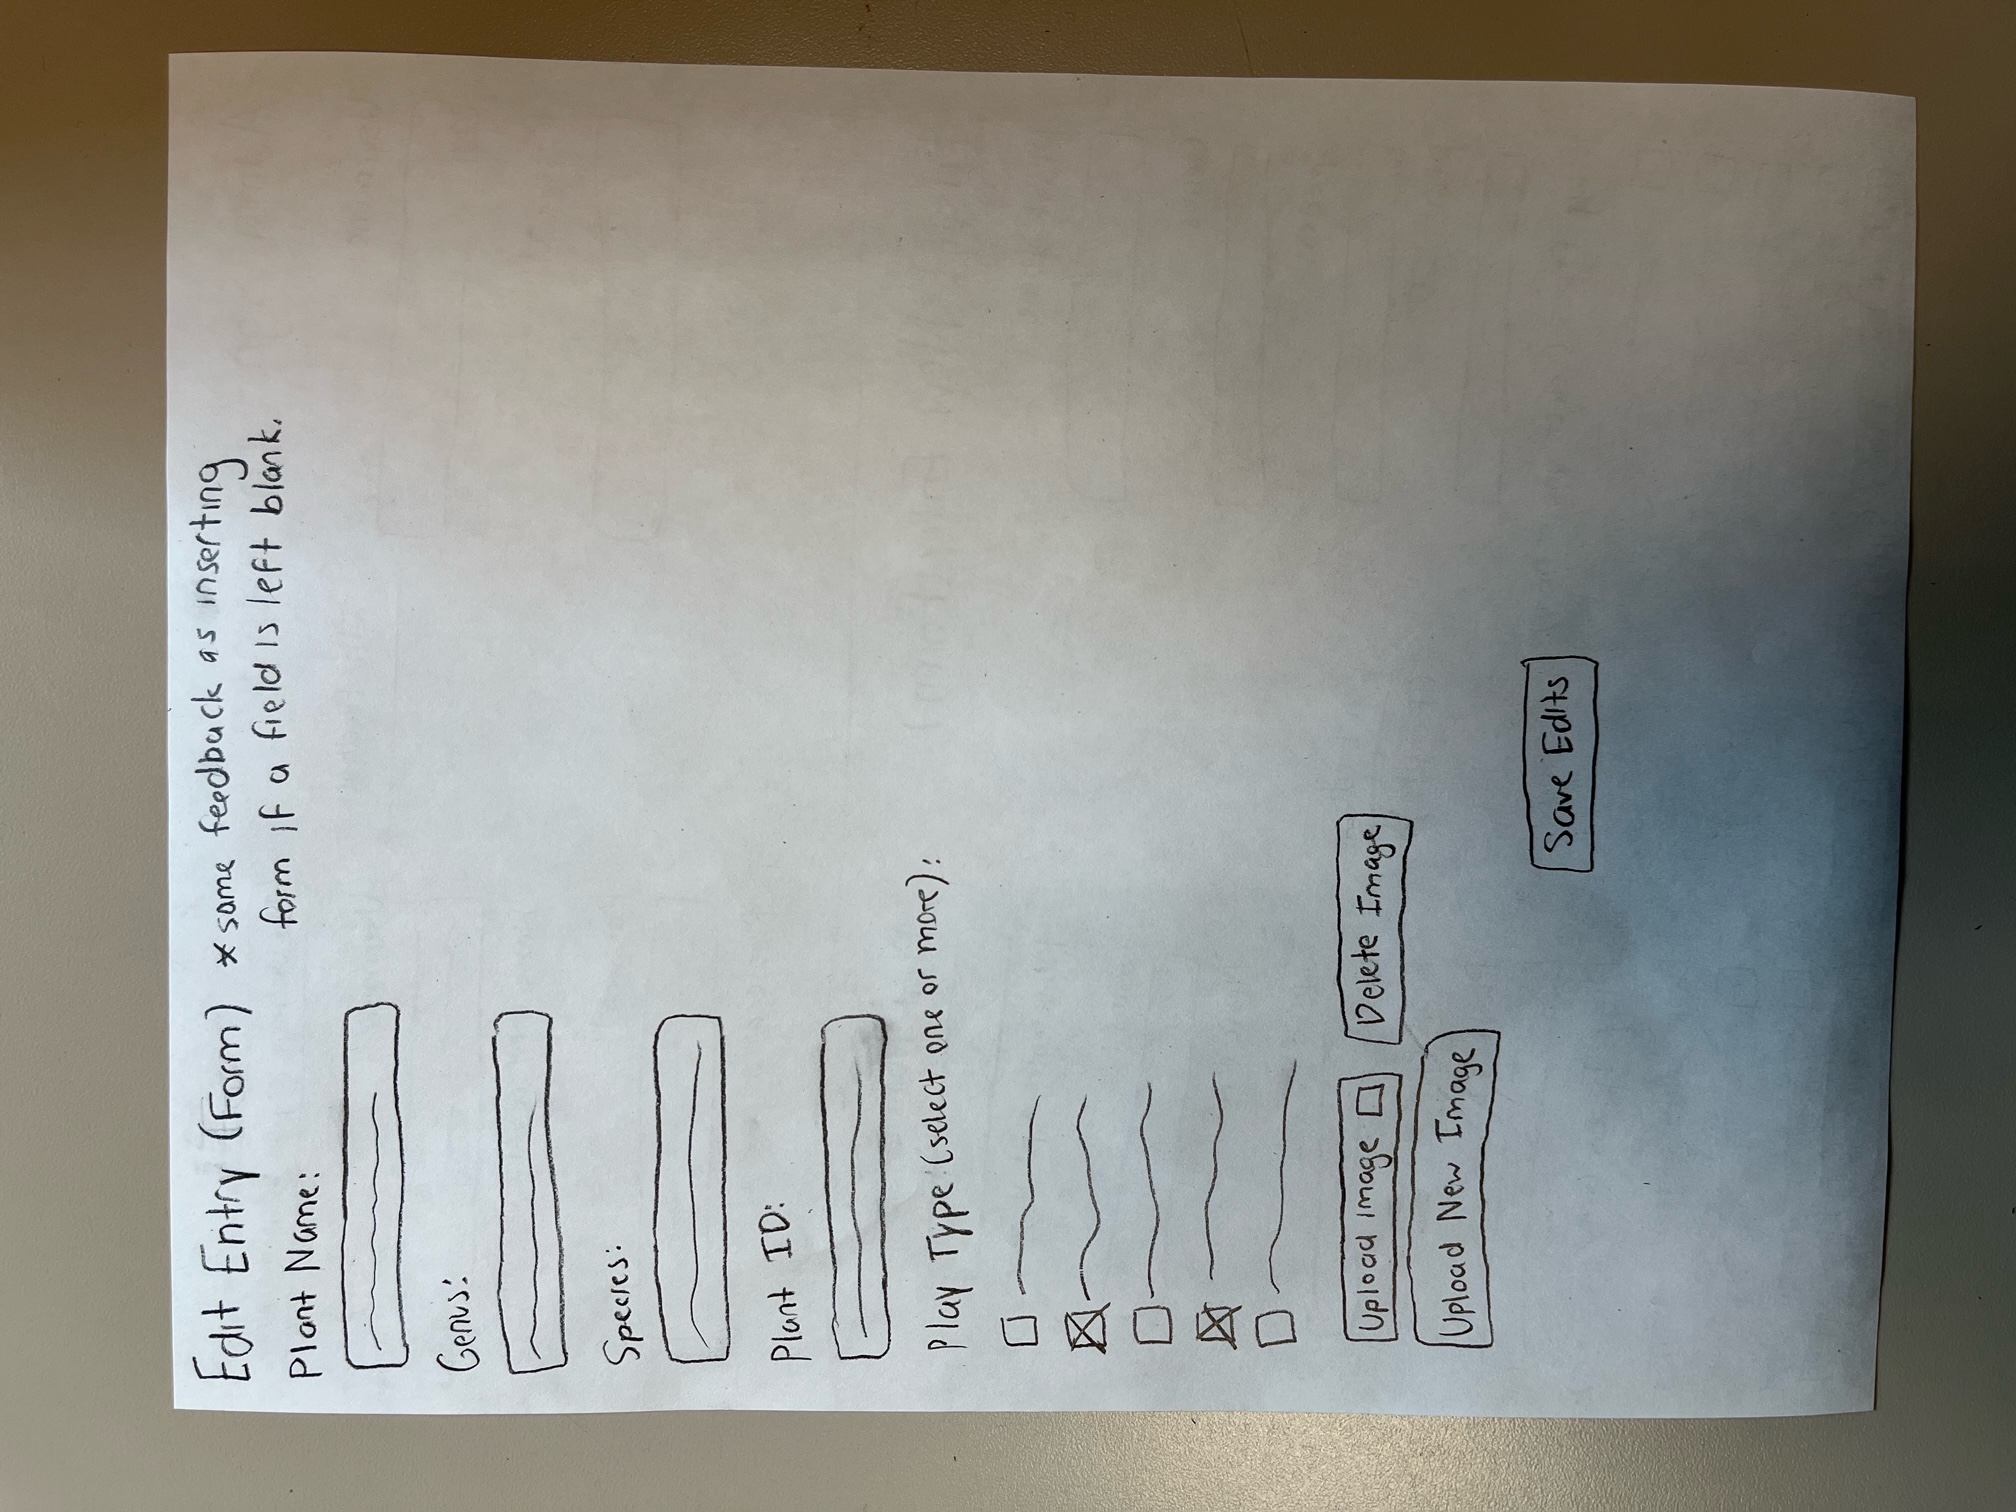 Edit Entry (Form) *same feedback as inserting
form if a field is left blank.
Plant Name:
Genus:
Species:
Plant ID:
Play Type (select one or more):
Upload Image
Delete Image
Upload New Image
Save Edits